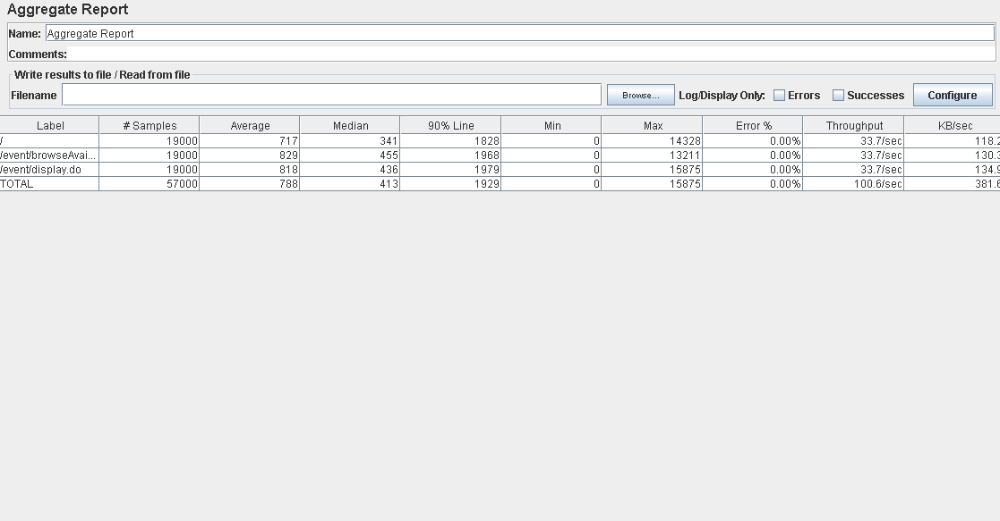 Aggregate Report
Name: Aggregate Report
Comments:
Write results to file / Read from file
Filename Browse... Log/Display Only: Errors Successes Configure
Label # Samples Average Median 90% Line Min Max Error % Throughput KB/sec
/ 19000 717 341 1828 0 14328 0.00% 33.7/sec 118.2
/event/browseAvai... 19000 829 455 1968 0 13211 0.00% 33.7/sec 130.3
/event/display.do 19000 818 436 1979 0 15875 0.00% 33.7/sec 134.9
TOTAL 57000 788 413 1929 0 15875 0.00% 100.6/sec 381.6